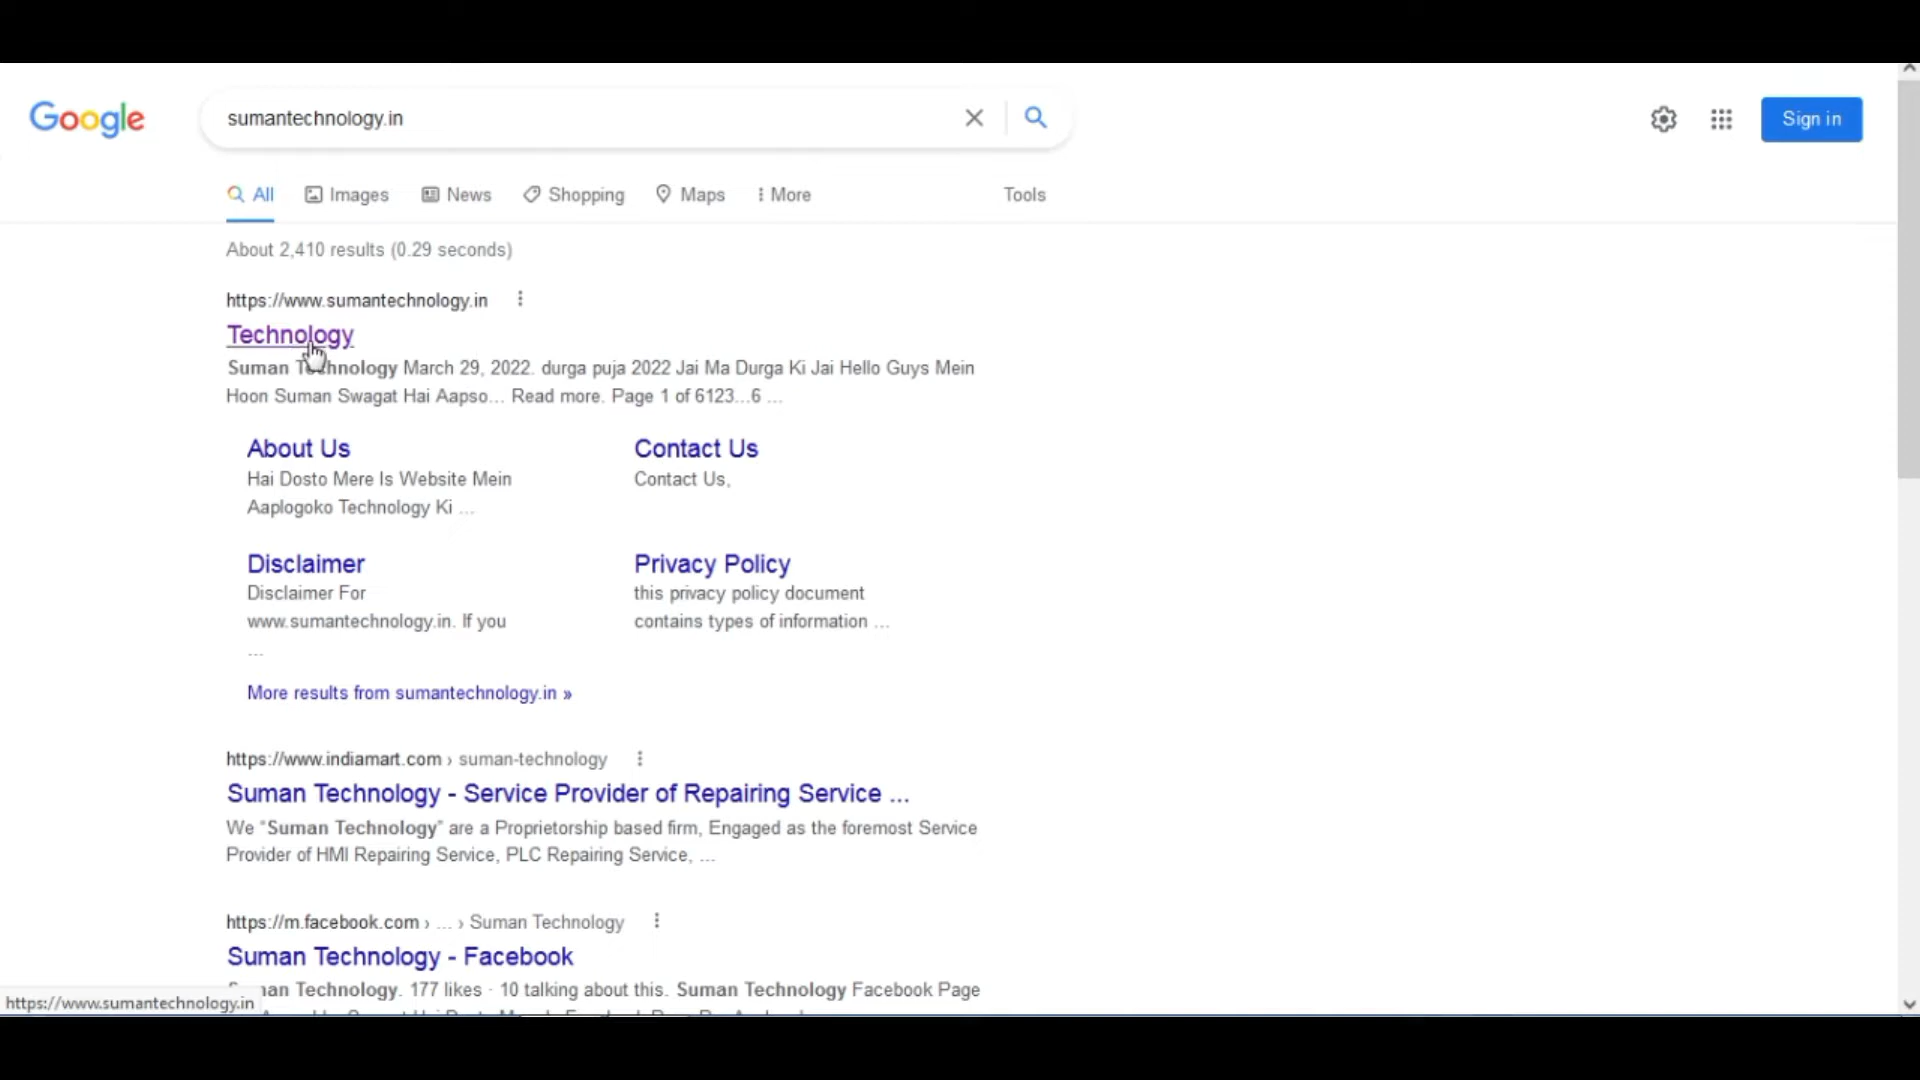 Google
sumantechnology.in
Sign in
All Images News Shopping Maps More Tools
About 2,410 results (0.29 seconds)
https://www.sumantechnology.in
Technology
Suman Technology March 29, 2022. durga puja 2022 Jai Ma Durga Ki Jai Hello Guys Mein
Hoon Suman Swagat Hai Aapso... Read more. Page 1 of 6123...6 ...
About Us
Hai Dosto Mere Is Website Mein
Aaplogoko Technology Ki ...
Contact Us
Contact Us,
Disclaimer
Disclaimer For
www.sumantechnology.in. If you
...
Privacy Policy
this privacy policy document
contains types of information ...
More results from sumantechnology.in »
https://www.indiamart.com › suman-technology
Suman Technology - Service Provider of Repairing Service ...
We “Suman Technology” are a Proprietorship based firm, Engaged as the foremost Service
Provider of HMI Repairing Service, PLC Repairing Service, ...
https://m.facebook.com › ... › Suman Technology
Suman Technology - Facebook
Technology. 177 likes · 10 talking about this. Suman Technology Facebook Page
https://www.sumantechnology.in